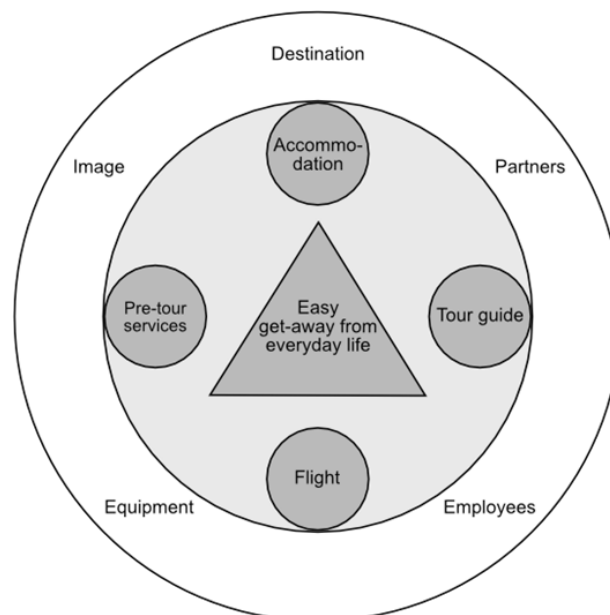 Destination
Accommo-
dation
Image
Partners
Pre-tour
services
Easy
get-away from
everyday life
Tour guide
Flight
Equipment
Employees